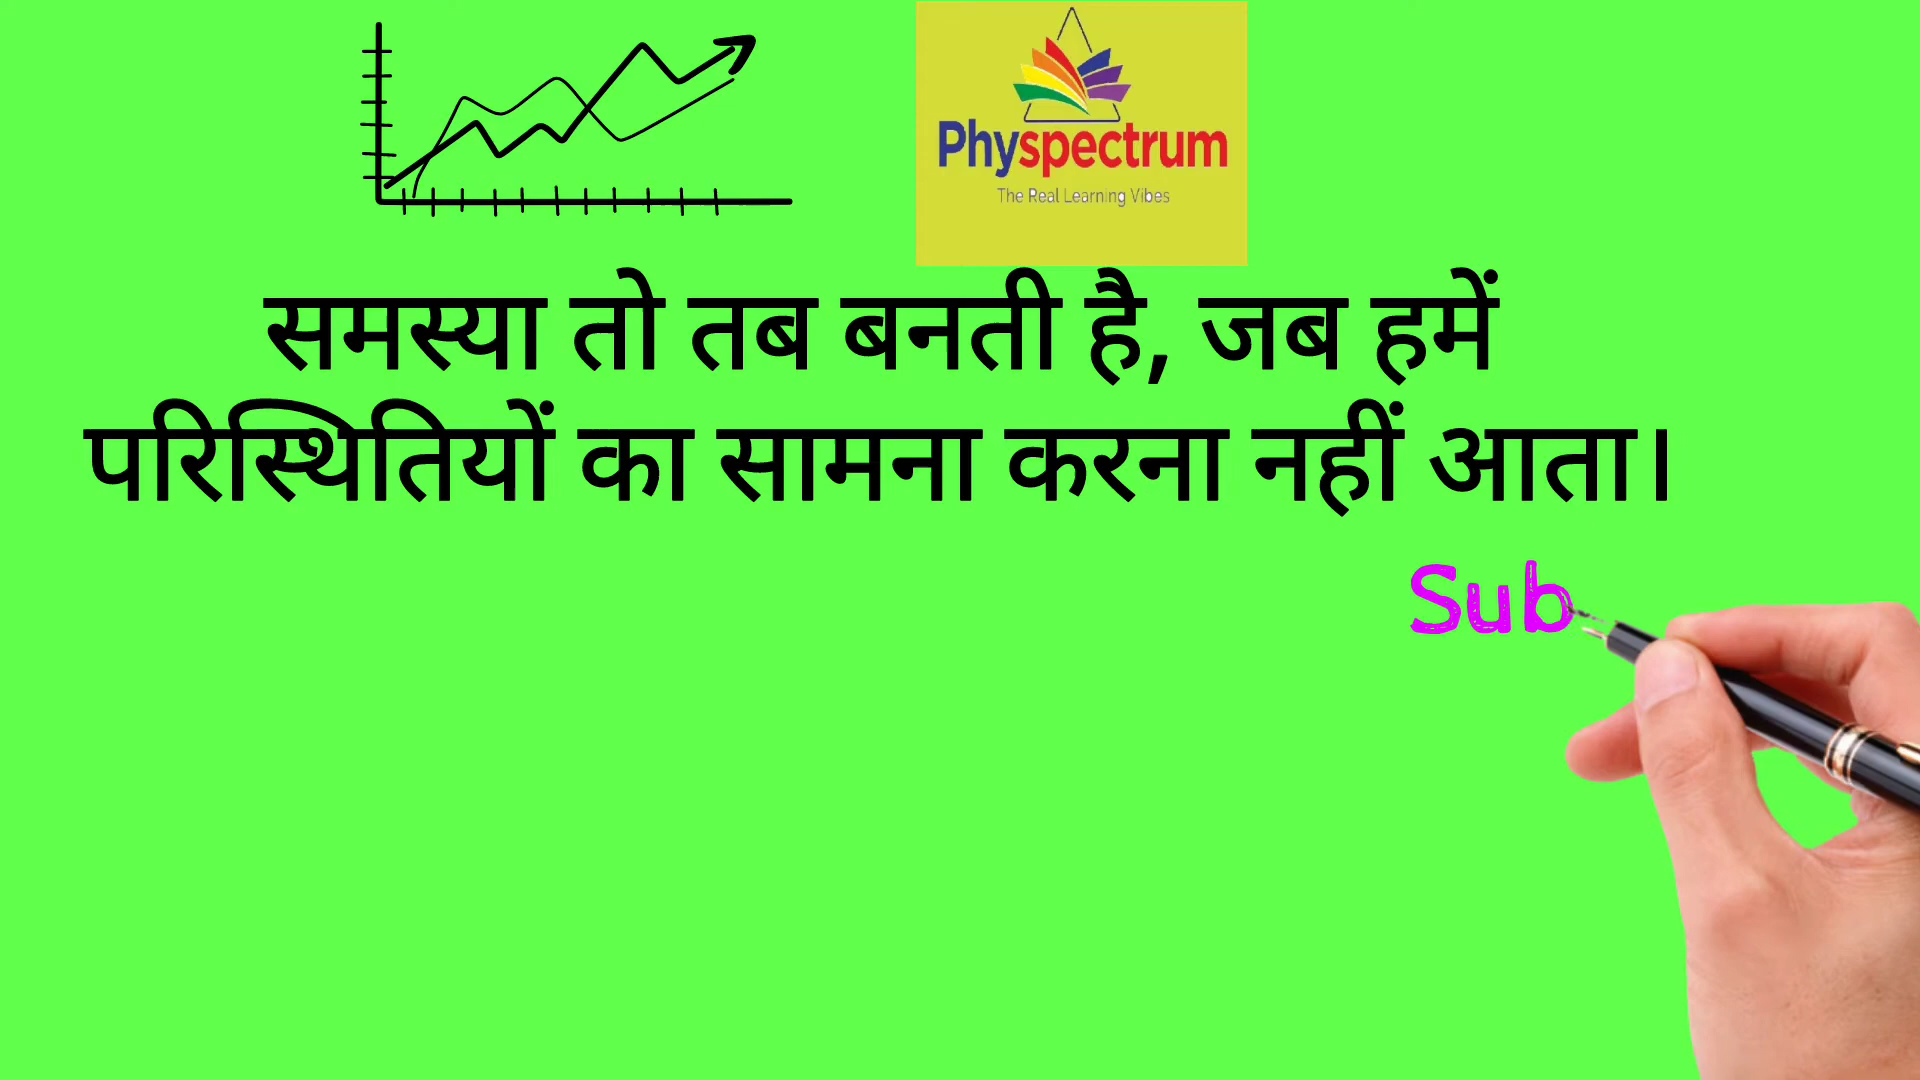 Physpectrum
The Real Learning Vibes
समस्या तो तब बनती है, जब हमें
परिस्थितियों का सामना करना नहीं आता।
Sub